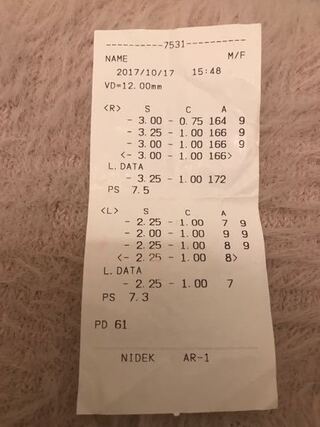 ----------7531----------
NAME M/F
2017/10/17 15:48
VD=12.00mm
<R> S C A
- 3.00 - 0.75 164 9
- 3.25 - 1.00 166 9
- 3.00 - 1.00 166 9
<- 3.00 - 1.00 166>
L.DATA
- 3.25 - 1.00 172
PS 7.5
<L> S C A
- 2.25 - 1.00 7 9
- 2.00 - 1.00 9 9
- 2.25 - 1.00 8 9
<- 2.25 - 1.00 8>
L.DATA
- 2.25 - 1.00 7
PS 7.3
PD 61
NIDEK AR-1